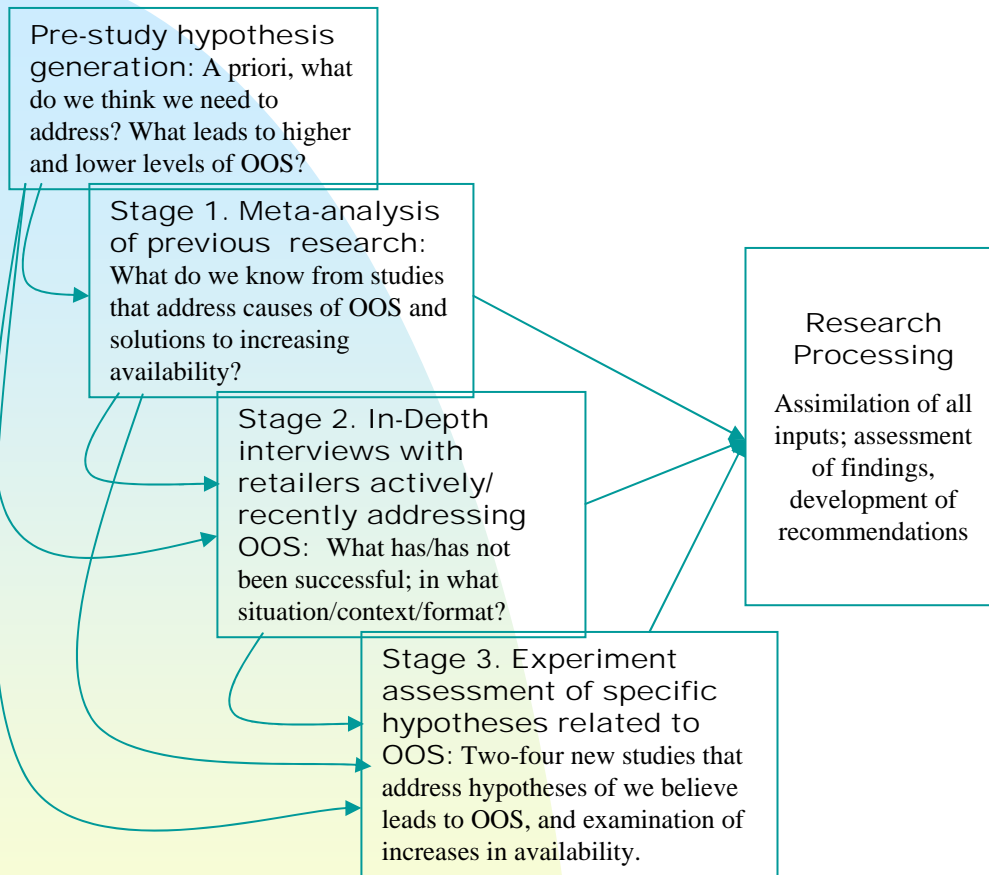 Pre-study hypothesis
generation: A priori, what
do we think we need to
address? What leads to higher
and lower levels of OOS?
Stage 1. Meta-analysis
of previous research:
What do we know from studies
that address causes of OOS and
solutions to increasing
availability?
Stage 2. In-Depth
interviews with
retailers actively/
recently addressing
OOS: What has/has not
been successful; in what
situation/context/format?
Stage 3. Experiment
assessment of specific
hypotheses related to
OOS: Two-four new studies that
address hypotheses of we believe
leads to OOS, and examination of
increases in availability.
Research
Processing
Assimilation of all
inputs; assessment
of findings,
development of
recommendations